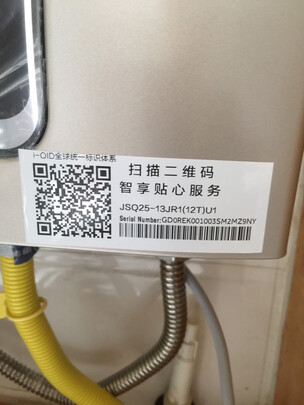 i-OID全球统一标识体系
扫描二维码
智享贴心服务
JSQ25-13JR1(12T)U1
Serial Number:GD0REK001003SM2MZ9NY